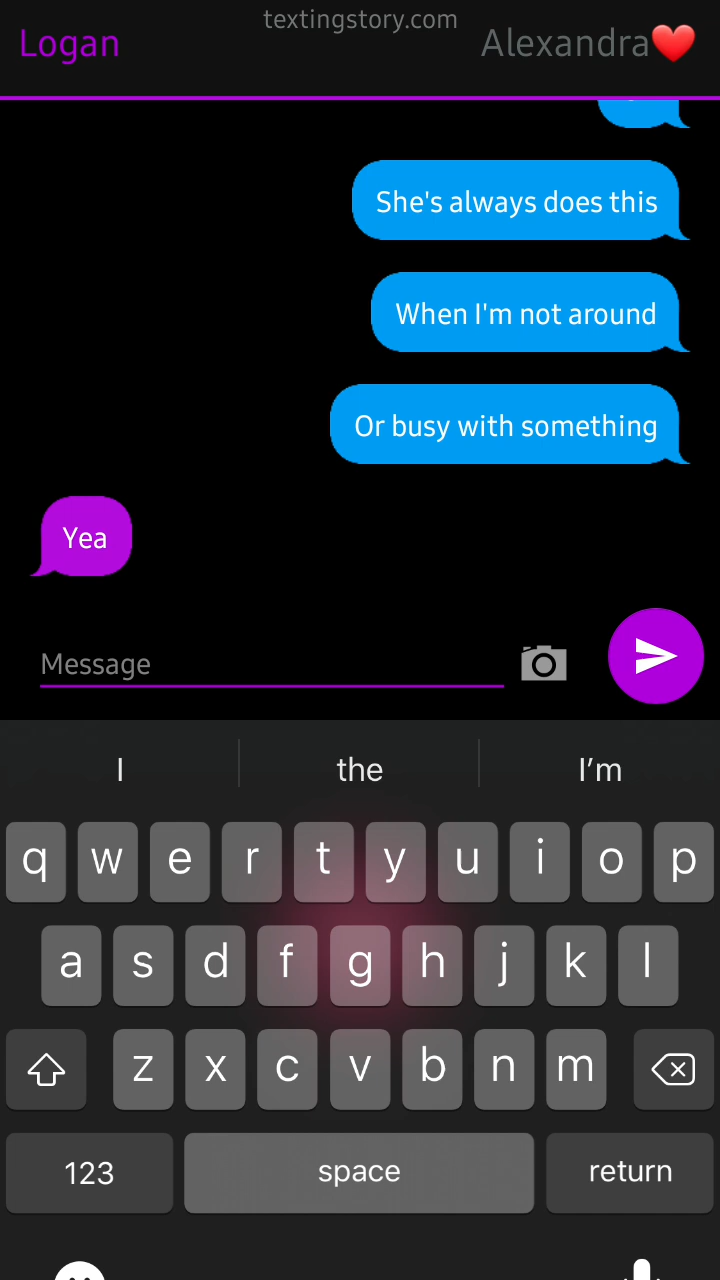 textingstory.com
Logan
Alexandra❤️
She's always does this
When I'm not around
Or busy with something
Yea
Message
I the I’m
q w e r t y u i o p
a s d f g h j k l
z x c v b n m
123 space return